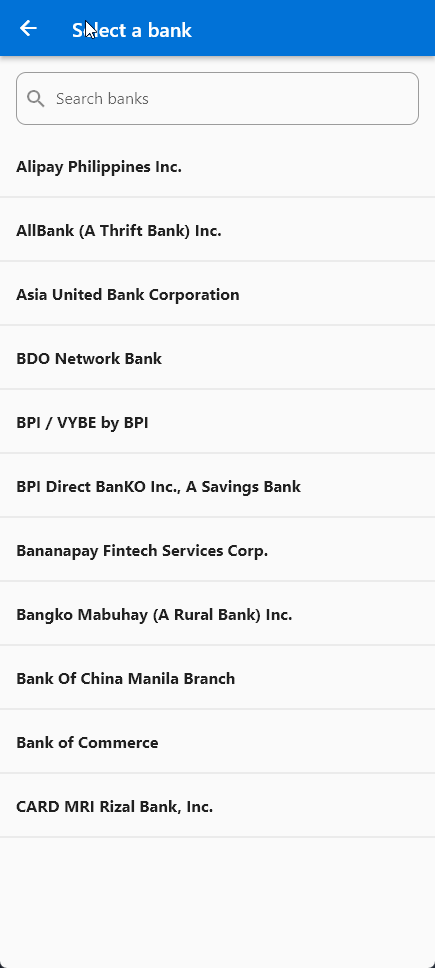 Select a bank
Search banks
Alipay Philippines Inc.
AllBank (A Thrift Bank) Inc.
Asia United Bank Corporation
BDO Network Bank
BPI / VYBE by BPI
BPI Direct BanKO Inc., A Savings Bank
Bananapay Fintech Services Corp.
Bangko Mabuhay (A Rural Bank) Inc.
Bank Of China Manila Branch
Bank of Commerce
CARD MRI Rizal Bank, Inc.